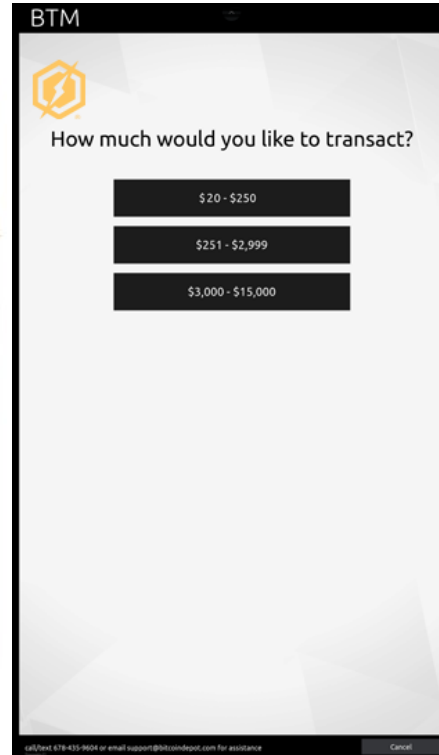 BTM
How much would you like to transact?
$20 - $250
$251 - $2,999
$3,000 - $15,000
call/text 678-435-9604 or email support@bitcoindepot.com for assistance
Cancel